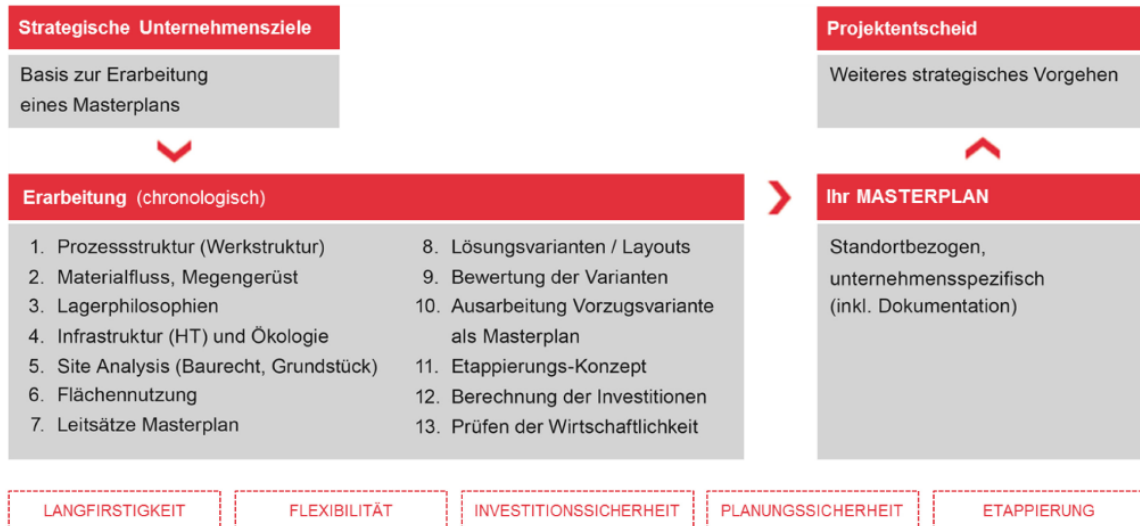 Strategische Unternehmensziele
Basis zur Erarbeitung
eines Masterplans
Erarbeitung (chronologisch)
1. Prozessstruktur (Werkstruktur)
2. Materialfluss, Megengerüst
3. Lagerphilosophien
4. Infrastruktur (HT) und Ökologie
5. Site Analysis (Baurecht, Grundstück)
6. Flächennutzung
7. Leitsätze Masterplan
8. Lösungsvarianten / Layouts
9. Bewertung der Varianten
10. Ausarbeitung Vorzugsvariante
als Masterplan
11. Etappierungs-Konzept
12. Berechnung der Investitionen
13. Prüfen der Wirtschaftlichkeit
Ihr MASTERPLAN
Standortbezogen,
unternehmensspezifisch
(inkl. Dokumentation)
Projektentscheid
Weiteres strategisches Vorgehen
LANGFIRSTIGKEIT
FLEXIBILITÄT
INVESTITIONSSICHERHEIT
PLANUNGSSICHERHEIT
ETAPPIERUNG